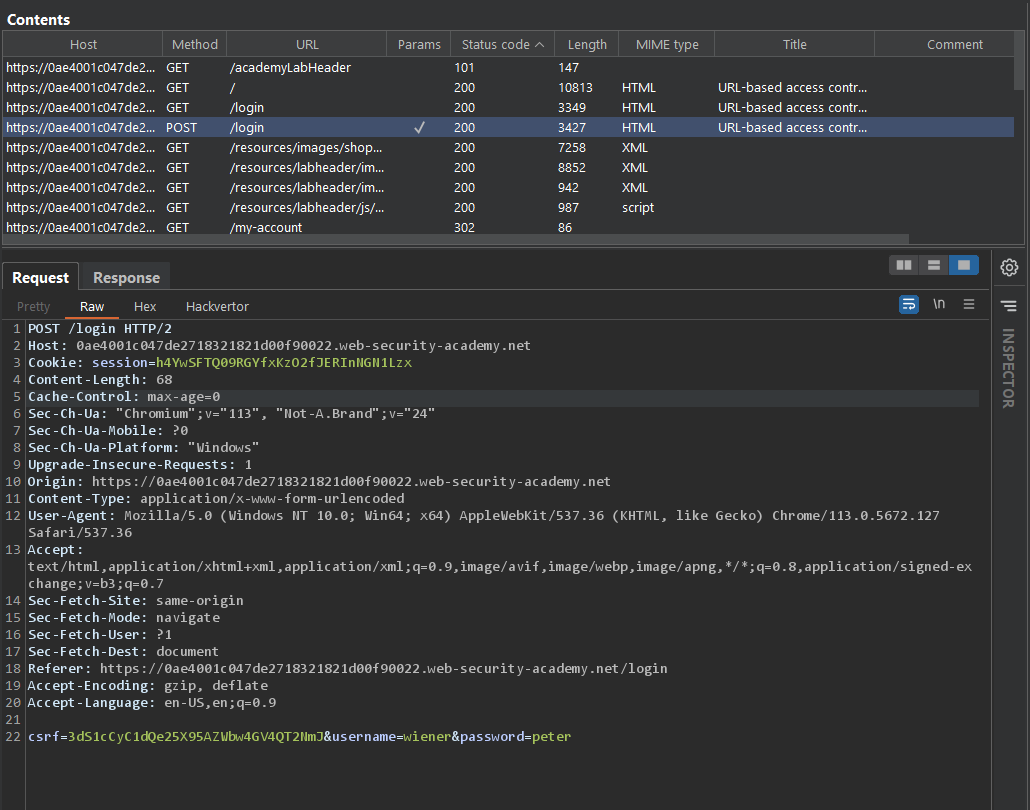 Contents
Host Method URL Params Status code Length MIME type Title Comment
https://0ae4001c047de2... GET /academyLabHeader 101 147
https://0ae4001c047de2... GET / 200 10813 HTML URL-based access contr...
https://0ae4001c047de2... GET /login 200 3349 HTML URL-based access contr...
https://0ae4001c047de2... POST /login ✓ 200 3427 HTML URL-based access contr...
https://0ae4001c047de2... GET /resources/images/shop... 200 7258 XML
https://0ae4001c047de2... GET /resources/labheader/im... 200 8852 XML
https://0ae4001c047de2... GET /resources/labheader/im... 200 942 XML
https://0ae4001c047de2... GET /resources/labheader/js/... 200 987 script
https://0ae4001c047de2... GET /my-account 302 86
Request Response
Pretty Raw Hex Hackvertor \n
INSPECTOR
1 POST /login HTTP/2
2 Host: 0ae4001c047de2718321821d00f90022.web-security-academy.net
3 Cookie: session=h4YwSFTQ09RGYfxKzO2fJERInNGN1Lzx
4 Content-Length: 68
5 Cache-Control: max-age=0
6 Sec-Ch-Ua: "Chromium";v="113", "Not-A.Brand";v="24"
7 Sec-Ch-Ua-Mobile: ?0
8 Sec-Ch-Ua-Platform: "Windows"
9 Upgrade-Insecure-Requests: 1
10 Origin: https://0ae4001c047de2718321821d00f90022.web-security-academy.net
11 Content-Type: application/x-www-form-urlencoded
12 User-Agent: Mozilla/5.0 (Windows NT 10.0; Win64; x64) AppleWebKit/537.36 (KHTML, like Gecko) Chrome/113.0.5672.127
Safari/537.36
13 Accept:
text/html,application/xhtml+xml,application/xml;q=0.9,image/avif,image/webp,image/apng,*/*;q=0.8,application/signed-ex
change;v=b3;q=0.7
14 Sec-Fetch-Site: same-origin
15 Sec-Fetch-Mode: navigate
16 Sec-Fetch-User: ?1
17 Sec-Fetch-Dest: document
18 Referer: https://0ae4001c047de2718321821d00f90022.web-security-academy.net/login
19 Accept-Encoding: gzip, deflate
20 Accept-Language: en-US,en;q=0.9
21
22 csrf=3dS1cCyC1dQe25X95AZWbw4GV4QT2NmJ&username=wiener&password=peter